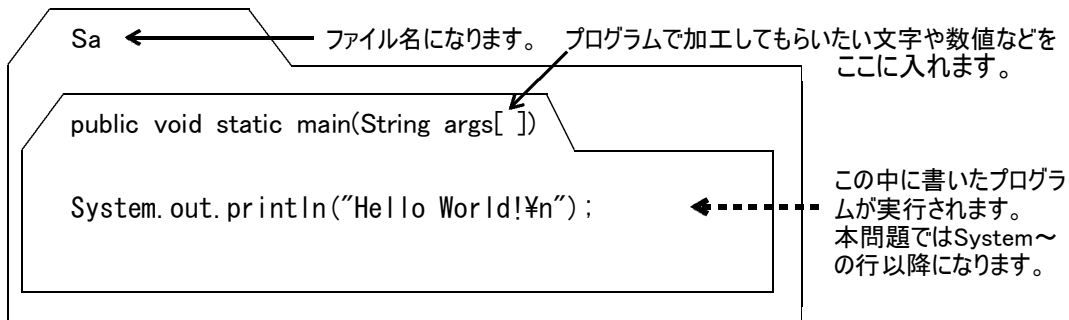 Sa
ファイル名になります。
プログラムで加工してもらいたい文字や数値などを
ここに入れます。
public void static main(String args[ ])
System.out.println("Hello World!¥n");
この中に書いたプログラ
ムが実行されます。
本問題ではSystem～
の行以降になります。